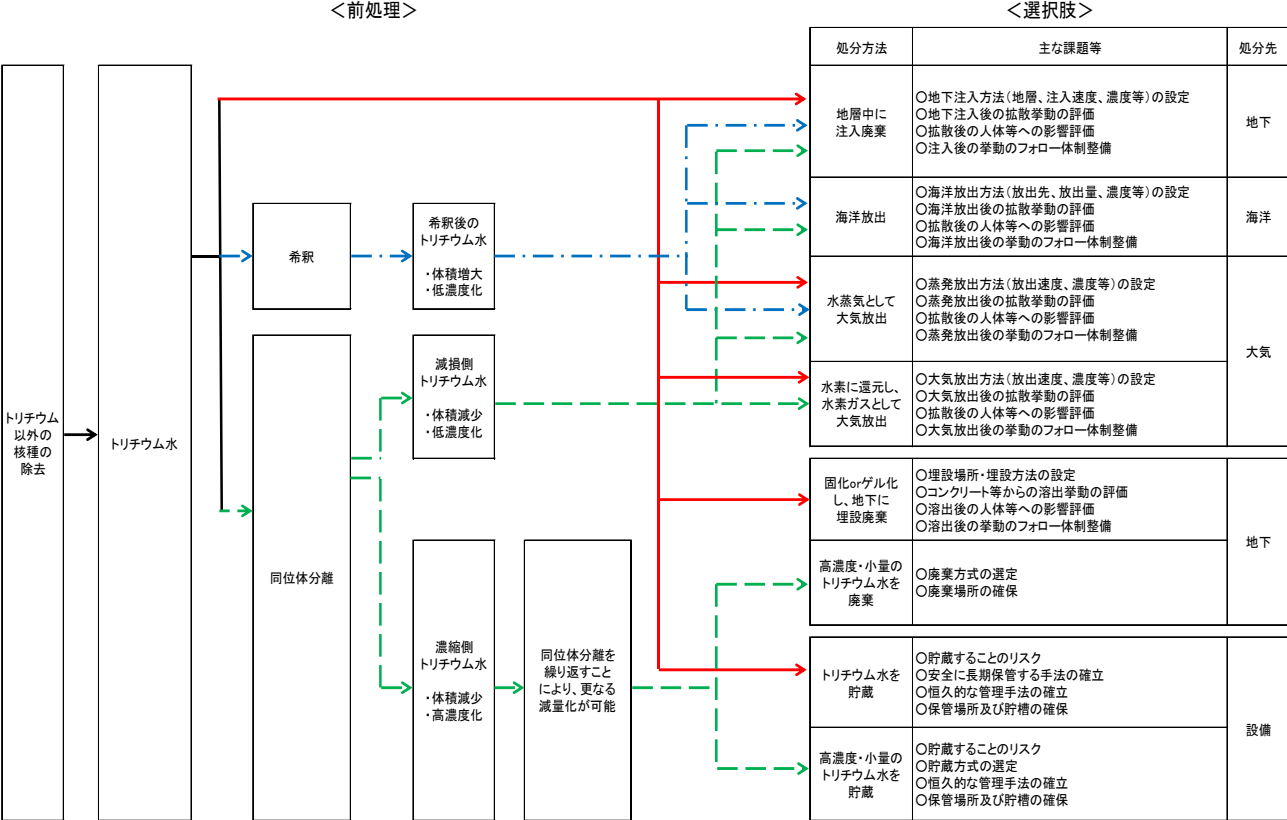 ＜前処理＞
＜選択肢＞
トリチウム
以外の
核種の
除去
トリチウム水
希釈
希釈後の
トリチウム水
・体積増大
・低濃度化
同位体分離
減損側
トリチウム水
・体積減少
・低濃度化
濃縮側
トリチウム水
・体積減少
・高濃度化
同位体分離を
繰り返すこと
により、更なる
減量化が可能
処分方法
主な課題等
処分先
地層中に
注入廃棄
○地下注入方法（地層、注入速度、濃度等）の設定
○地下注入後の拡散挙動の評価
○拡散後の人体等への影響評価
○注入後の挙動のフォロー体制整備
地下
海洋放出
○海洋放出方法（放出先、放出量、濃度等）の設定
○海洋放出後の拡散挙動の評価
○拡散後の人体等への影響評価
○海洋放出後の挙動のフォロー体制整備
海洋
水蒸気として
大気放出
○蒸発放出方法（放出速度、濃度等）の設定
○蒸発放出後の拡散挙動の評価
○拡散後の人体等への影響評価
○蒸発放出後の挙動のフォロー体制整備
大気
水素に還元し、
水素ガスとして
大気放出
○大気放出方法（放出速度、濃度等）の設定
○大気放出後の拡散挙動の評価
○拡散後の人体等への影響評価
○大気放出後の挙動のフォロー体制整備
固化orゲル化
し、地下に
埋設廃棄
○埋設場所・埋設方法の設定
○コンクリート等からの溶出挙動の評価
○溶出後の人体等への影響評価
○溶出後の挙動のフォロー体制整備
地下
高濃度・小量の
トリチウム水を
廃棄
○廃棄方式の選定
○廃棄場所の確保
トリチウム水を
貯蔵
○貯蔵することのリスク
○安全に長期保管する手法の確立
○恒久的な管理手法の確立
○保管場所及び貯槽の確保
設備
高濃度・小量の
トリチウム水を
貯蔵
○貯蔵することのリスク
○貯蔵方式の選定
○恒久的な管理手法の確立
○保管場所及び貯槽の確保